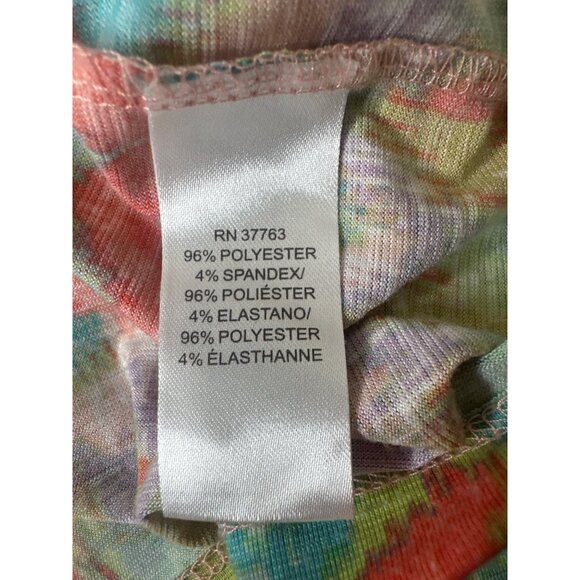 RN 37763
96% POLYESTER
4% SPANDEX/
96% POLIÉSTER
4% ELASTANO/
96% POLYESTER
4% ÉLASTHANNE